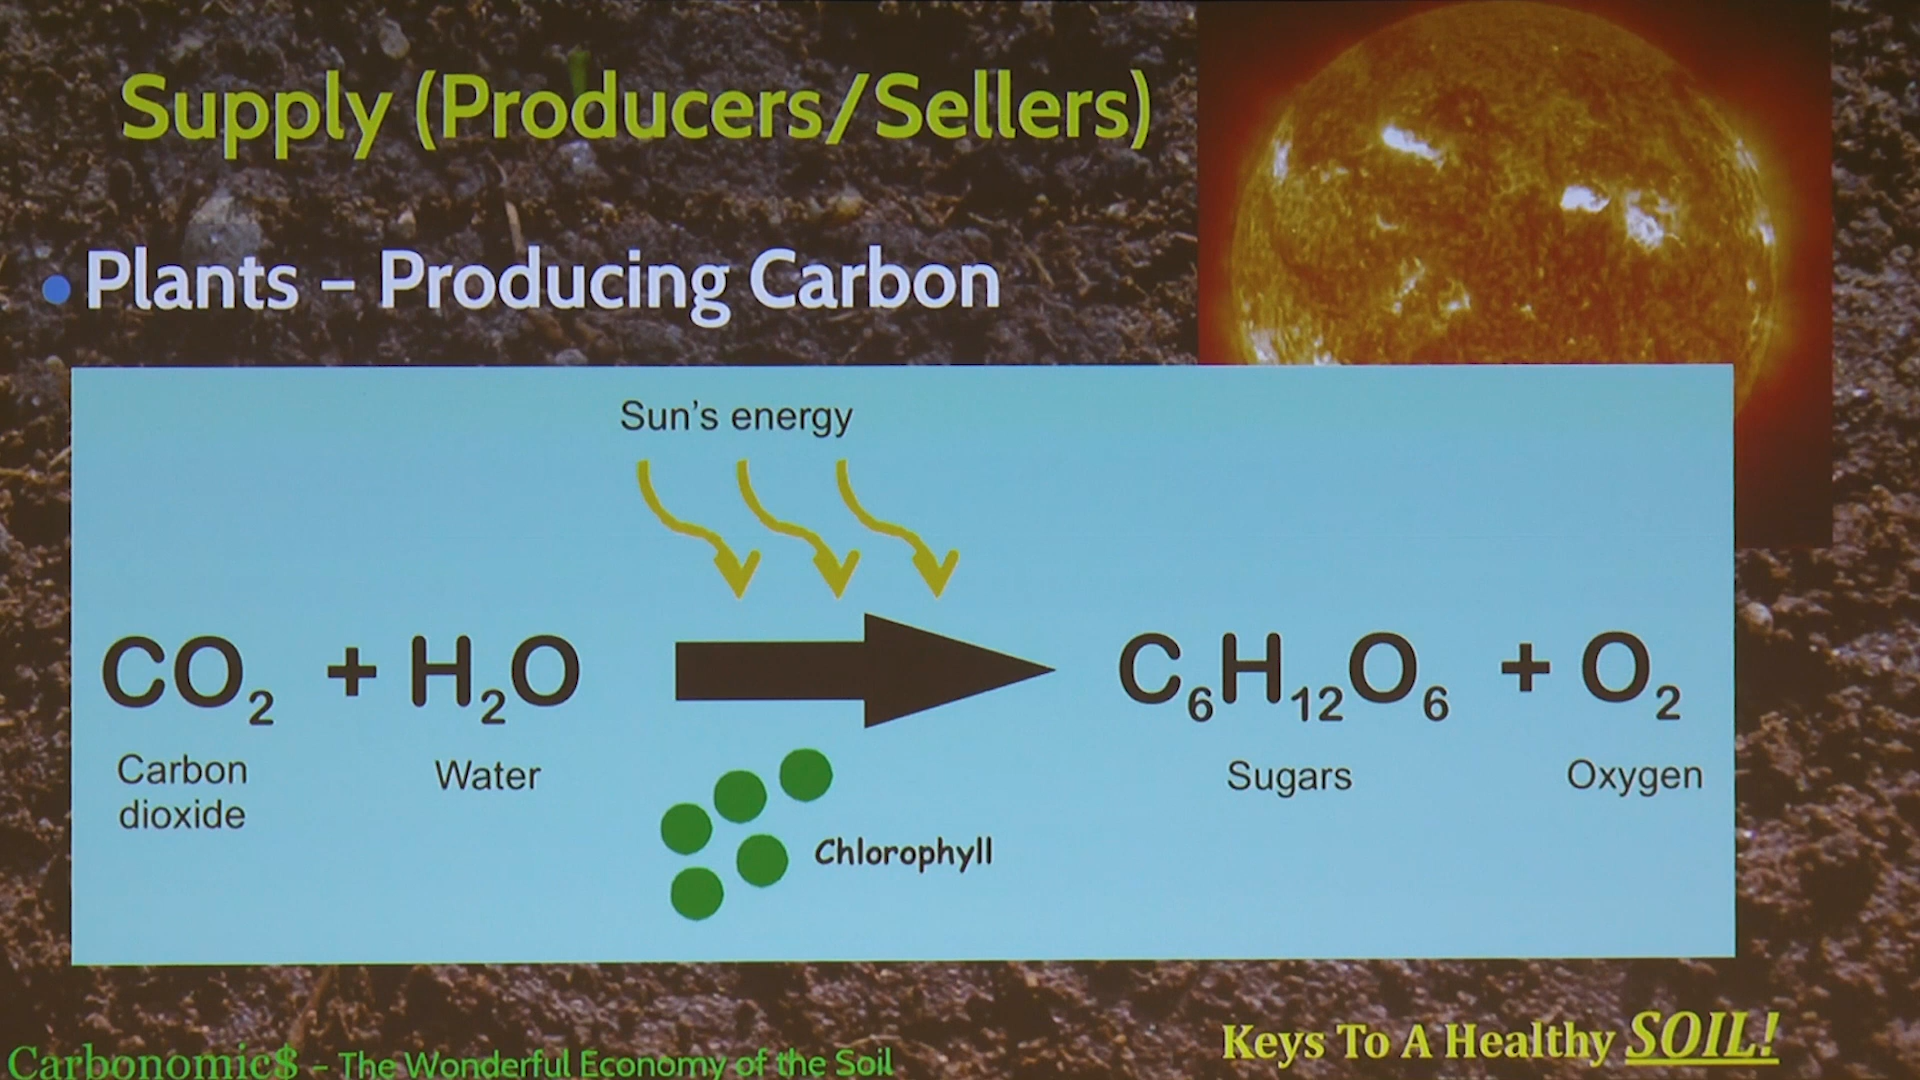 Supply (Producers/Sellers)
• Plants – Producing Carbon
Sun's energy
CO₂ + H₂O C₆H₁₂O₆ + O₂
Carbon dioxide Water Sugars Oxygen
Chlorophyll
Keys To A Healthy SOIL!
Carbonomic$ – The Wonderful Economy of the Soil